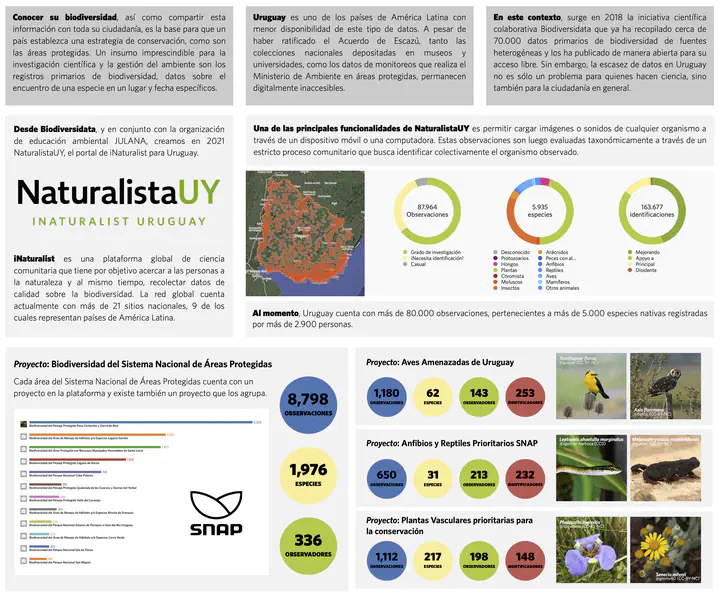 Conocer su biodiversidad, así como compartir esta
información con toda su ciudadanía, es la base para que un
país establezca una estrategia de conservación, como son
las áreas protegidas. Un insumo imprescindible para la
investigación científica y la gestión del ambiente son los
registros primarios de biodiversidad, datos sobre el
encuentro de una especie en un lugar y fecha específicos.
Uruguay es uno de los países de América Latina con
menor disponibilidad de este tipo de datos. A pesar de
haber ratificado el Acuerdo de Escazú, tanto las
colecciones nacionales depositadas en museos y
universidades, como los datos de monitoreos que realiza el
Ministerio de Ambiente en áreas protegidas, permanecen
digitalmente inaccesibles.
En este contexto, surge en 2018 la iniciativa científica
colaborativa Biodiversidata que ya ha recopilado cerca de
70.000 datos primarios de biodiversidad de fuentes
heterogéneas y los ha publicado de manera abierta para su
acceso libre. Sin embargo, la escasez de datos en Uruguay
no es sólo un problema para quienes hacen ciencia, sino
también para la ciudadanía en general.
Desde Biodiversidata, y en conjunto con la organización
de educación ambiental JULANA, creamos en 2021
NaturalistaUY, el portal de iNaturalist para Uruguay.
NaturalistaUY
INATURALIST URUGUAY
iNaturalist es una plataforma global de ciencia
comunitaria que tiene por objetivo acercar a las personas a
la naturaleza y al mismo tiempo, recolectar datos de
calidad sobre la biodiversidad. La red global cuenta
actualmente con más de 21 sitios nacionales, 9 de los
cuales representan países de América Latina.
Una de las principales funcionalidades de NaturalistaUY es permitir cargar imágenes o sonidos de cualquier organismo a
través de un dispositivo móvil o una computadora. Estas observaciones son luego evaluadas taxonómicamente a través de un
estricto proceso comunitario que busca identificar colectivamente el organismo observado.
87.964
Observaciones
Grado de investigación
¡Necesita identificación!
Casual
5.935
especies
Desconocido
Protozoarios
Hongos
Plantas
Chromista
Moluscos
Insectos
Arácnidos
Peces con al...
Anfibios
Reptiles
Aves
Mamíferos
Otros animales
163.677
identificaciones
Mejorando
Apoyo a
Principal
Disidente
Al momento, Uruguay cuenta con más de 80.000 observaciones, pertenecientes a más de 5.000 especies nativas registradas
por más de 2.900 personas.
Proyecto: Biodiversidad del Sistema Nacional de Áreas Protegidas
Cada área del Sistema Nacional de Áreas Protegidas cuenta con un
proyecto en la plataforma y existe también un proyecto que los agrupa.
Biodiversidad del Parque Nacional Cabo Polonio
Biodiversidad del Parque Nacional San Miguel
SNAP
8,798
OBSERVACIONES
1,976
ESPECIES
336
OBSERVADORES
Proyecto: Aves Amenazadas de Uruguay
1,180
OBSERVACIONES
62
ESPECIES
143
OBSERVADORES
253
IDENTIFICADORES
Proyecto: Anfibios y Reptiles Prioritarios SNAP
650
OBSERVACIONES
31
ESPECIES
213
OBSERVADORES
232
IDENTIFICADORES
Proyecto: Plantas Vasculares prioritarias para
la conservación
1,112
OBSERVACIONES
217
ESPECIES
198
OBSERVADORES
148
IDENTIFICADORES